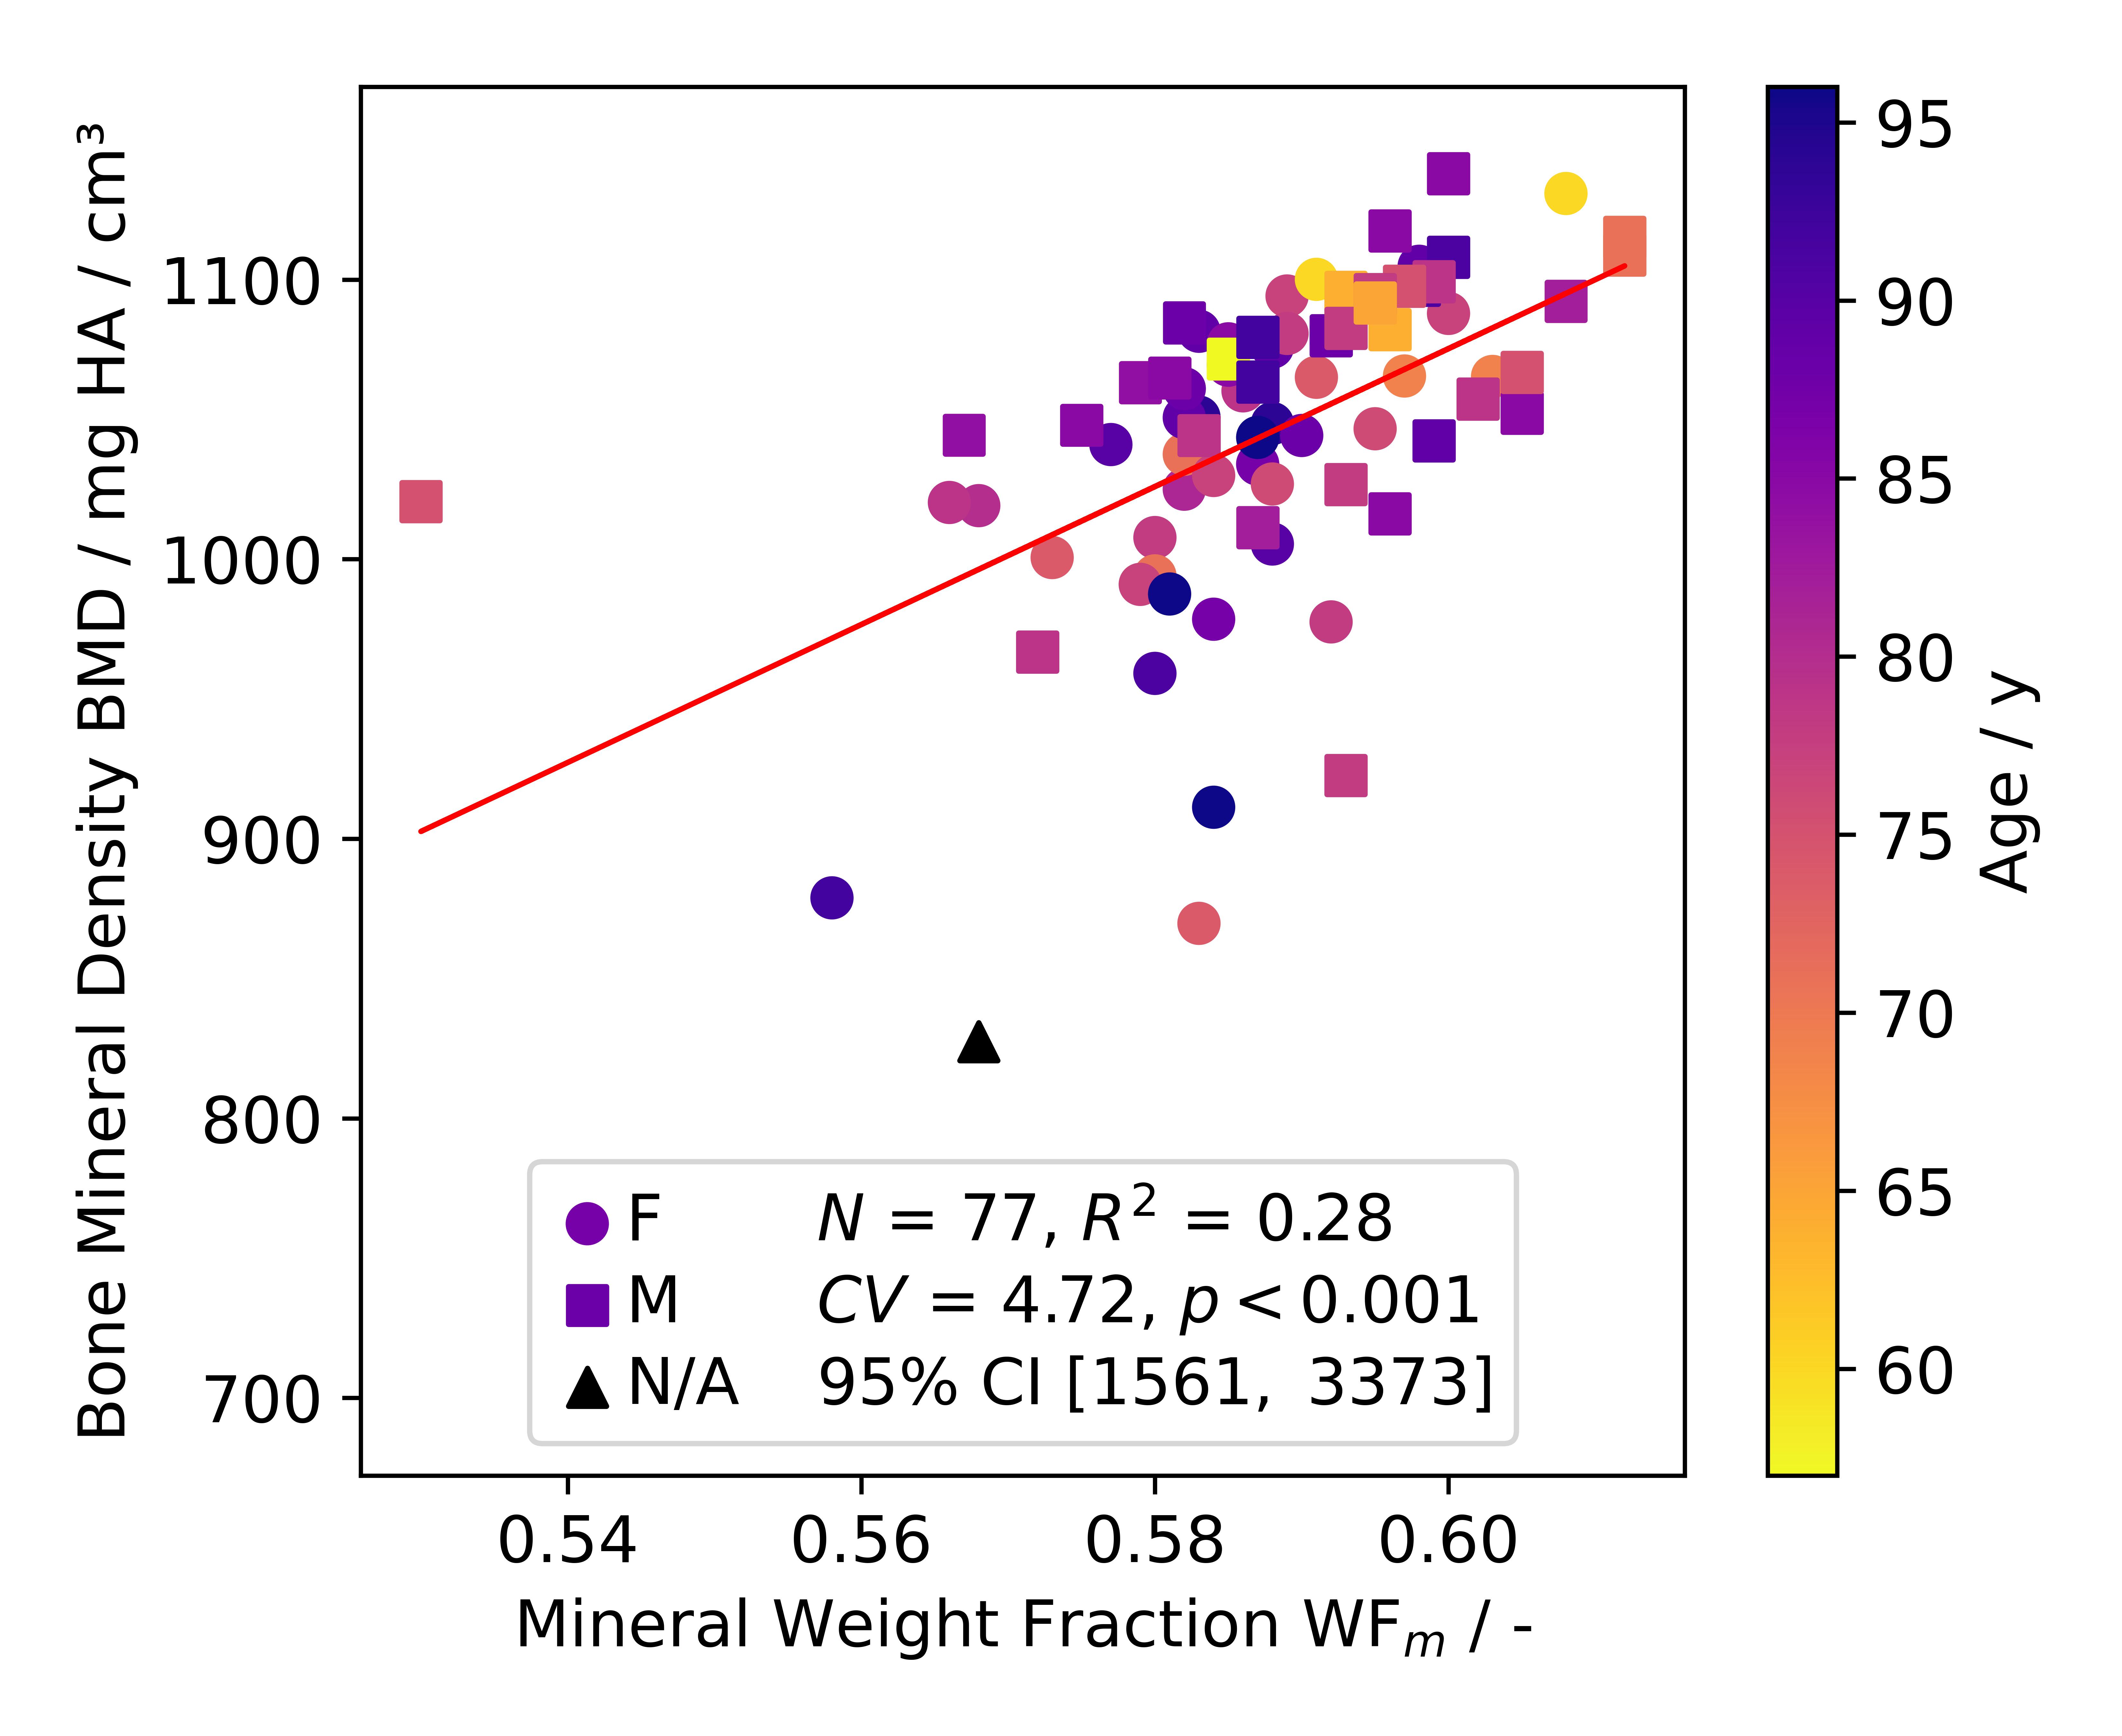 Bone Mineral Density BMD / mg HA / cm³
1100
1000
900
800
700
F N = 77, R² = 0.28
M CV = 4.72, p < 0.001
N/A 95% CI [1561, 3373]
0.54 0.56 0.58 0.60
Mineral Weight Fraction WFₘ / -
95
90
85
80
75
70
65
60
Age / y